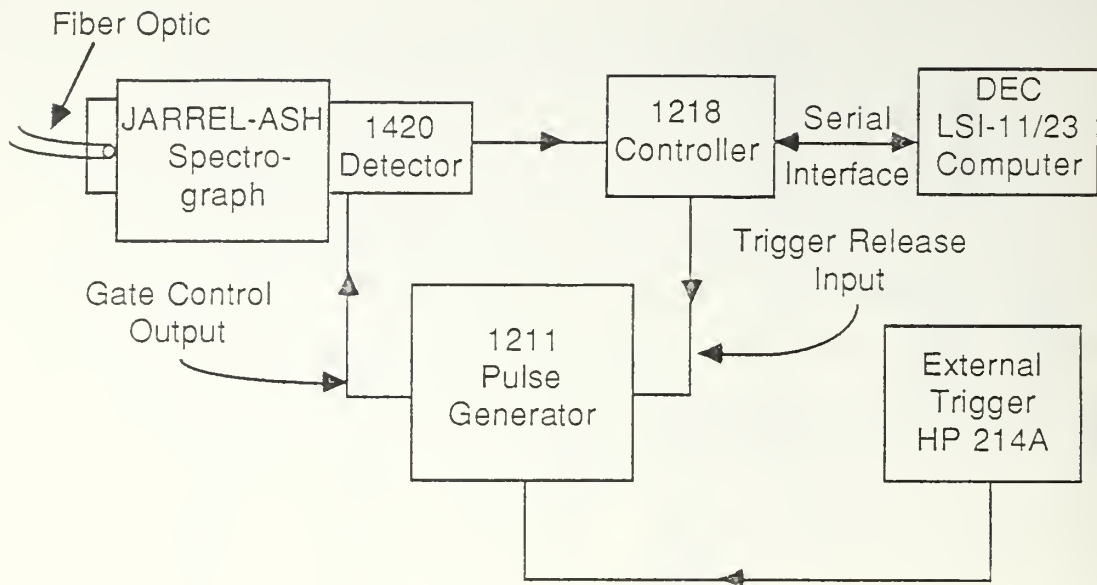 Fiber Optic
JARREL-ASH
Spectro-
graph
1420
Detector
1218
Controller
Serial
Interface
DEC
LSI-11/23
Computer
Gate Control
Output
1211
Pulse
Generator
Trigger Release
Input
External
Trigger
HP 214A